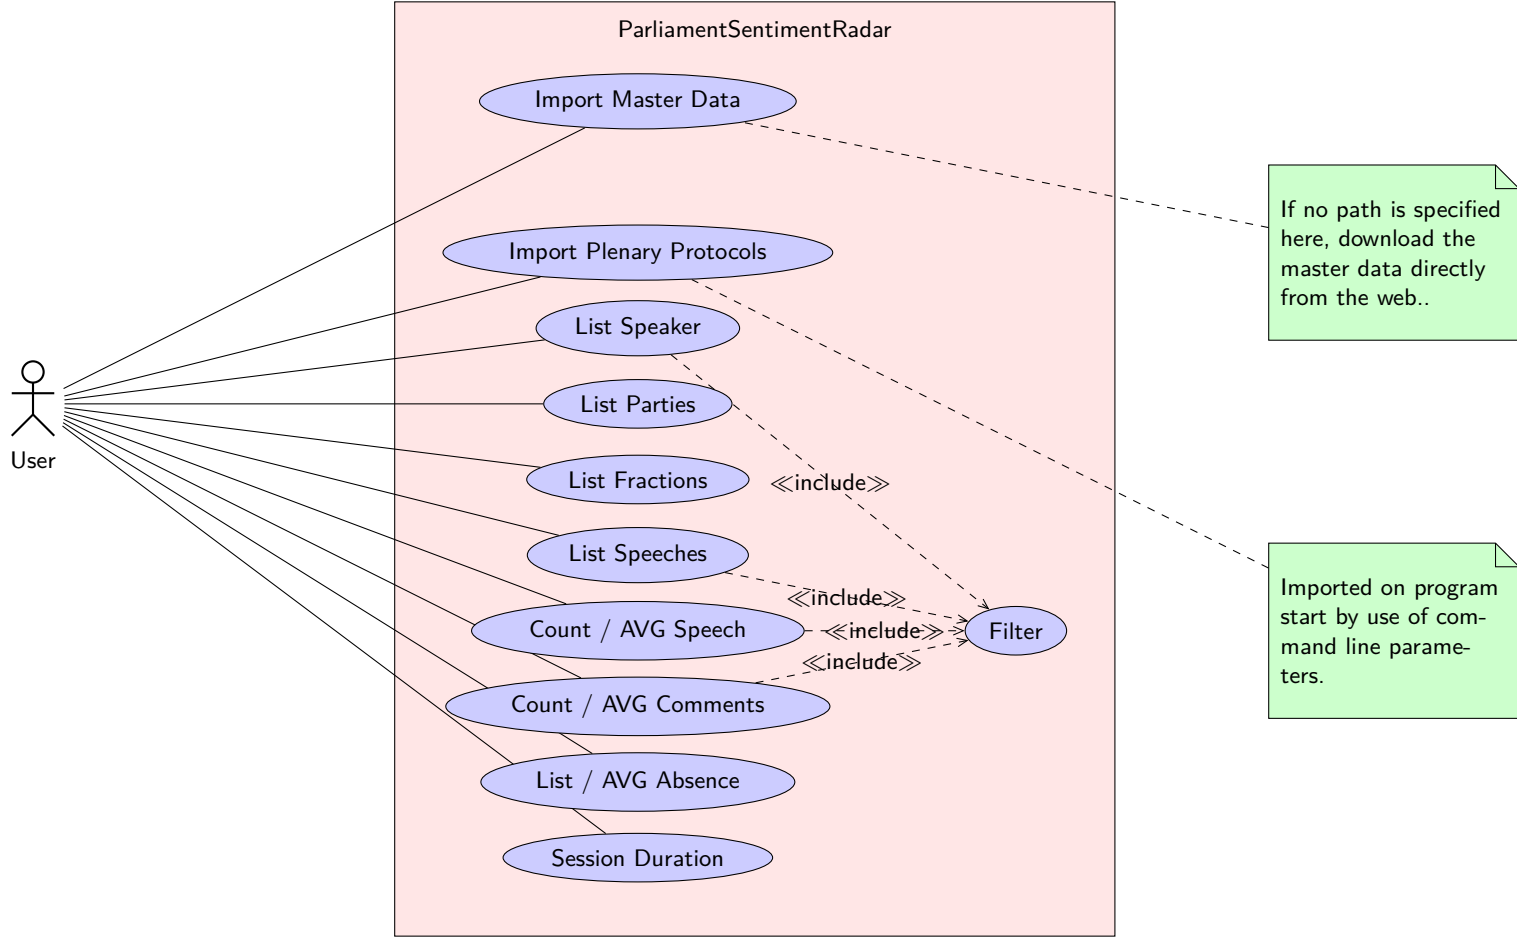 ParliamentSentimentRadar
Import Master Data
If no path is specified
here, download the
master data directly
from the web..
Import Plenary Protocols
List Speaker
List Parties
User
List Fractions
≪include≫
List Speeches
≪include≫
Count / AVG Speech
≪include≫
Filter
Imported on program
start by use of com-
mand line parame-
ters.
≪include≫
Count / AVG Comments
List / AVG Absence
Session Duration